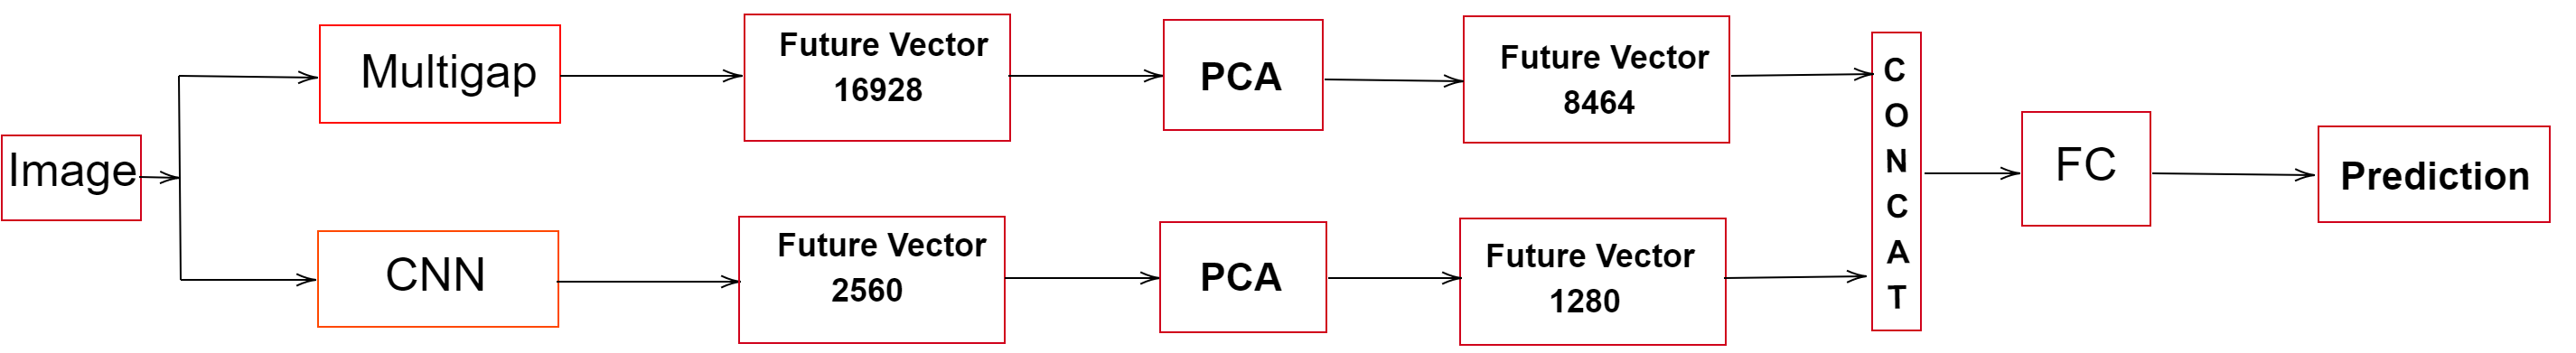 Image
Multigap
Future Vector
16928
PCA
Future Vector
8464
CNN
Future Vector
2560
PCA
Future Vector
1280
CONCAT
FC
Prediction